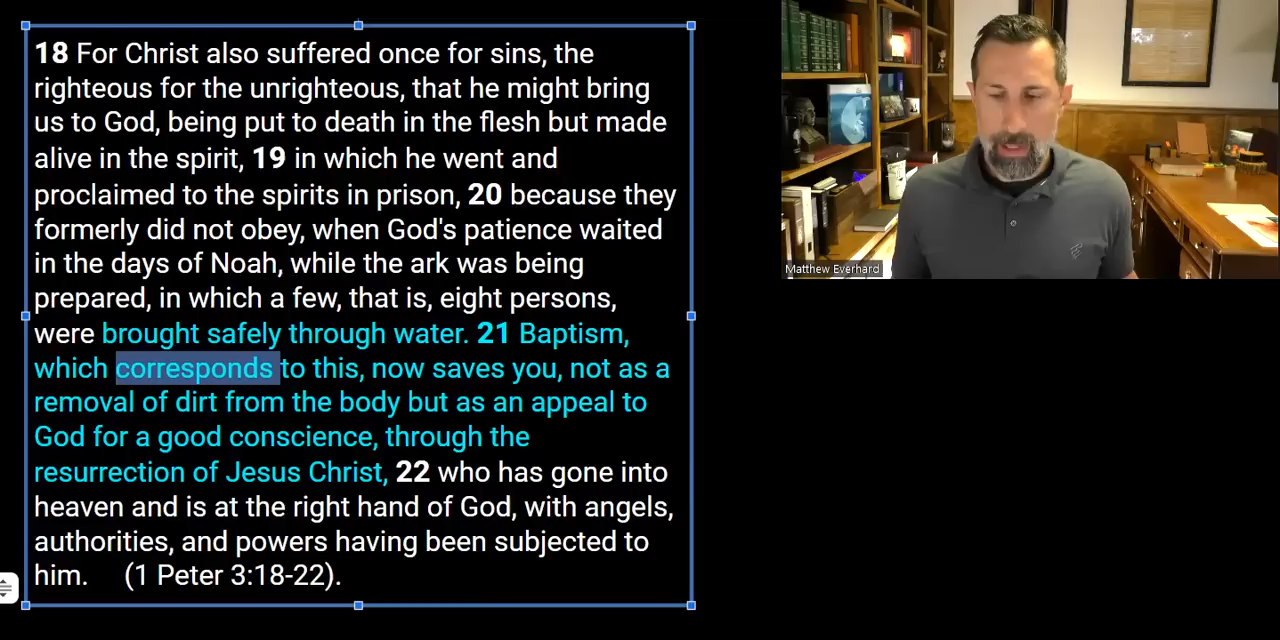 18 For Christ also suffered once for sins, the
righteous for the unrighteous, that he might bring
us to God, being put to death in the flesh but made
alive in the spirit, 19 in which he went and
proclaimed to the spirits in prison, 20 because they
formerly did not obey, when God's patience waited
in the days of Noah, while the ark was being
prepared, in which a few, that is, eight persons,
were brought safely through water. 21 Baptism,
which corresponds to this, now saves you, not as a
removal of dirt from the body but as an appeal to
God for a good conscience, through the
resurrection of Jesus Christ, 22 who has gone into
heaven and is at the right hand of God, with angels,
authorities, and powers having been subjected to
him. (1 Peter 3:18-22).
Matthew Everhard